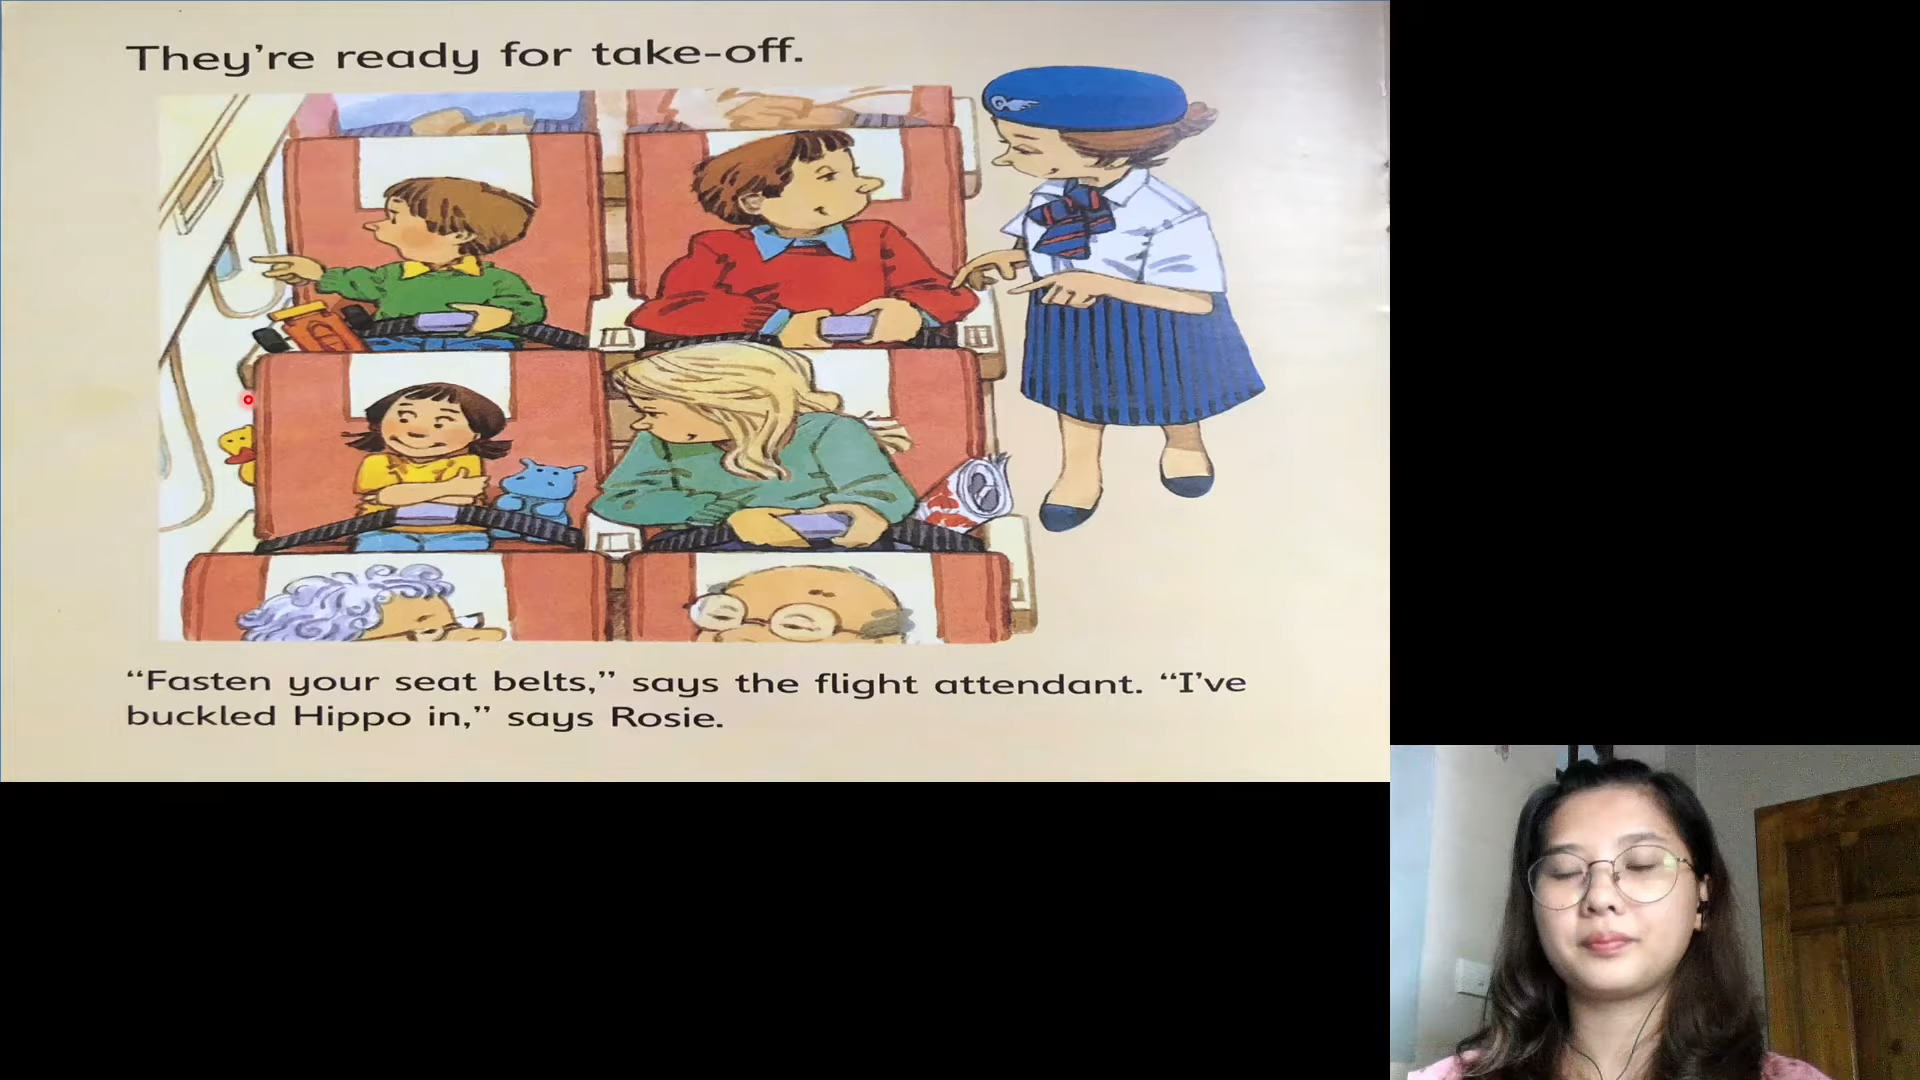 They're ready for take-off.
“Fasten your seat belts,” says the flight attendant. “I've
buckled Hippo in,” says Rosie.